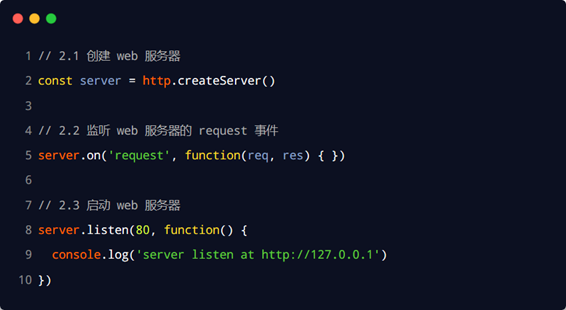 1 // 2.1 创建 web 服务器
2 const server = http.createServer()
3
4 // 2.2 监听 web 服务器的 request 事件
5 server.on('request', function(req, res) { })
6
7 // 2.3 启动 web 服务器
8 server.listen(80, function() {
9   console.log('server listen at http://127.0.0.1')
10 })